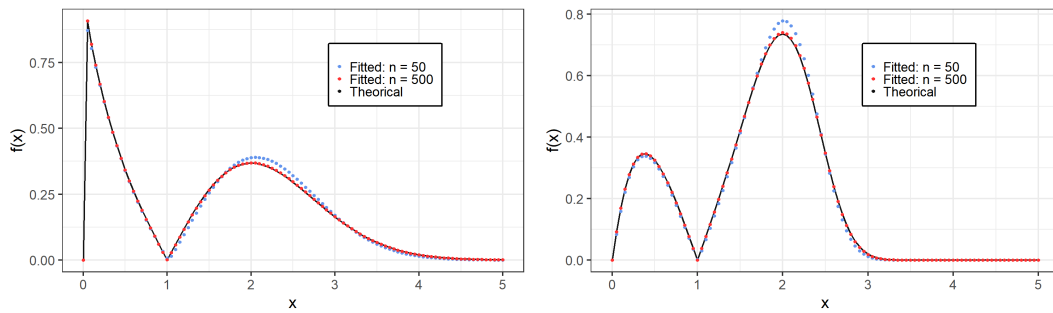 f(x)
0.75
0.50
0.25
0.00
Fitted: n = 50
Fitted: n = 500
Theorical
0 1 2 3 4 5
x
f(x)
0.8
0.6
0.4
0.2
0.0
Fitted: n = 50
Fitted: n = 500
Theorical
0 1 2 3 4 5
x